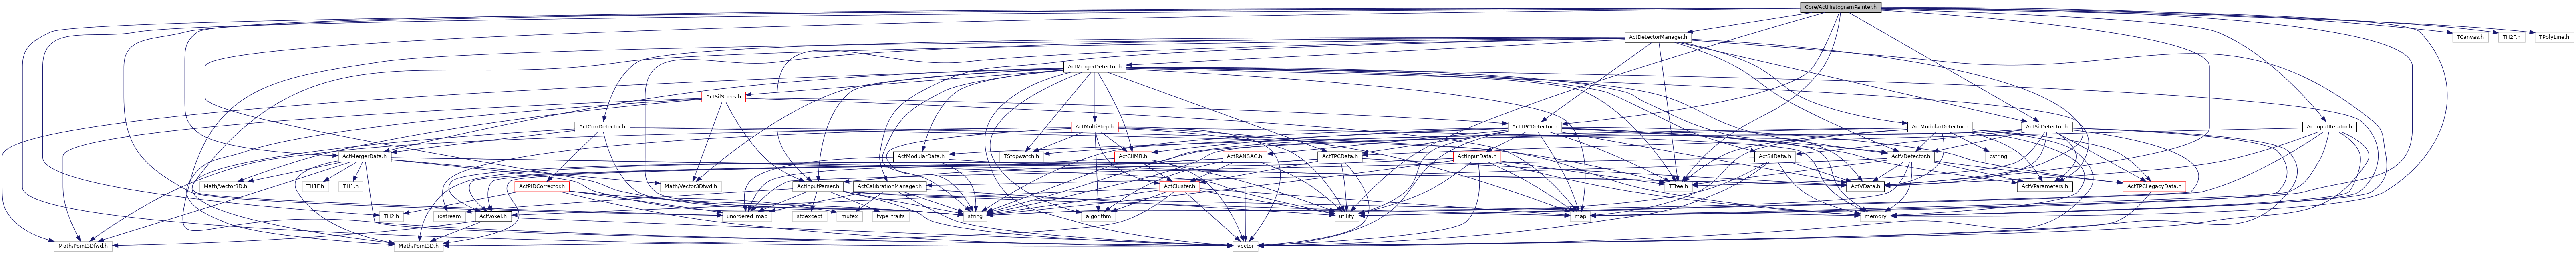 Core/ActHistogramPainter.h
ActDetectorManager.h
TCanvas.h
TH2F.h
TPolyLine.h
ActMergerDetector.h
ActSilSpecs.h
ActCorrDetector.h
ActMultiStep.h
ActTPCDetector.h
ActModularDetector.h
ActSilDetector.h
ActInputIterator.h
ActMergerData.h
ActModularData.h
TStopwatch.h
ActClIMB.h
ActRANSAC.h
ActTPCData.h
ActInputData.h
ActSilData.h
ActVDetector.h
cstring
Math/Vector3D.h
TH1F.h
TH1.h
ActPIDCorrector.h
Math/Vector3Dfwd.h
ActInputParser.h
ActCalibrationManager.h
ActCluster.h
TTree.h
ActVData.h
ActVParameters.h
ActTPCLegacyData.h
TH2.h
iostream
ActVoxel.h
unordered_map
stdexcept
mutex
type_traits
string
algorithm
utility
map
memory
Math/Point3Dfwd.h
Math/Point3D.h
vector